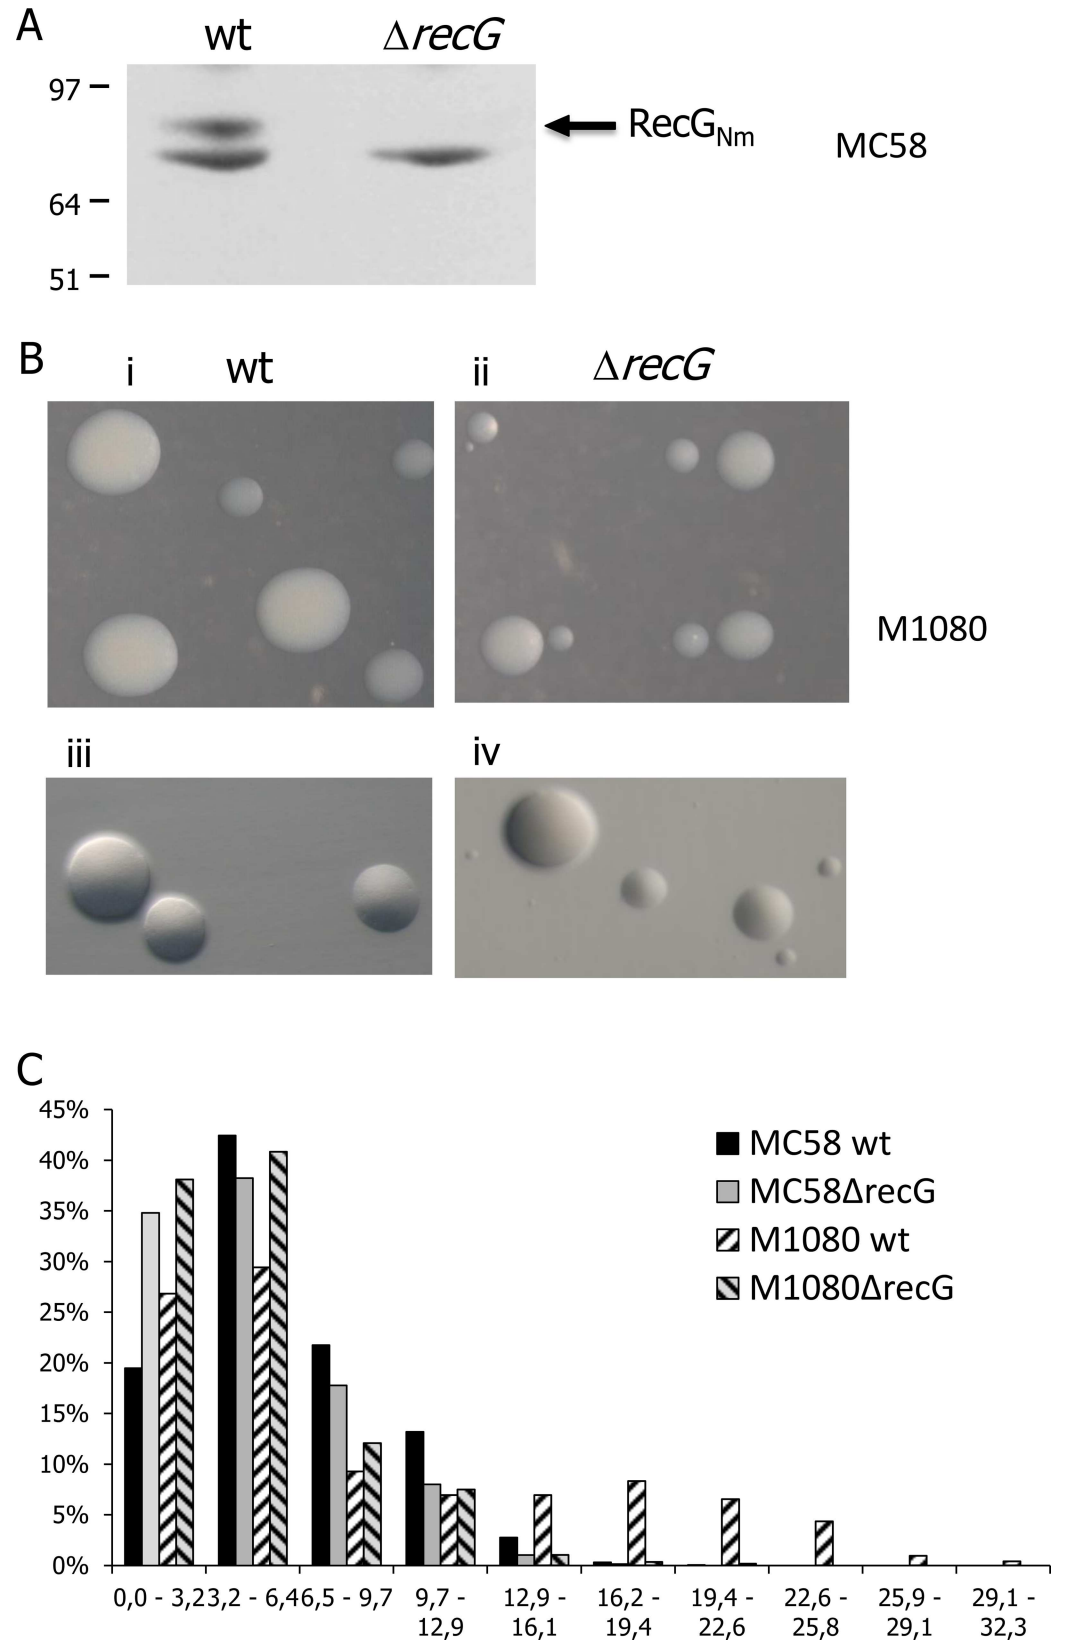 A
wt ΔrecG
97
RecGNm
MC58
64
51
B
i wt ii ΔrecG
M1080
iii iv
C
45%
40%
35%
30%
25%
20%
15%
10%
5%
0%
MC58 wt
MC58ΔrecG
M1080 wt
M1080ΔrecG
0,0 - 3,2 3,2 - 6,4 6,5 - 9,7 9,7 - 12,9 - 16,2 - 19,4 - 22,6 - 25,9 - 29,1 -
12,9 16,1 19,4 22,6 25,8 29,1 32,3